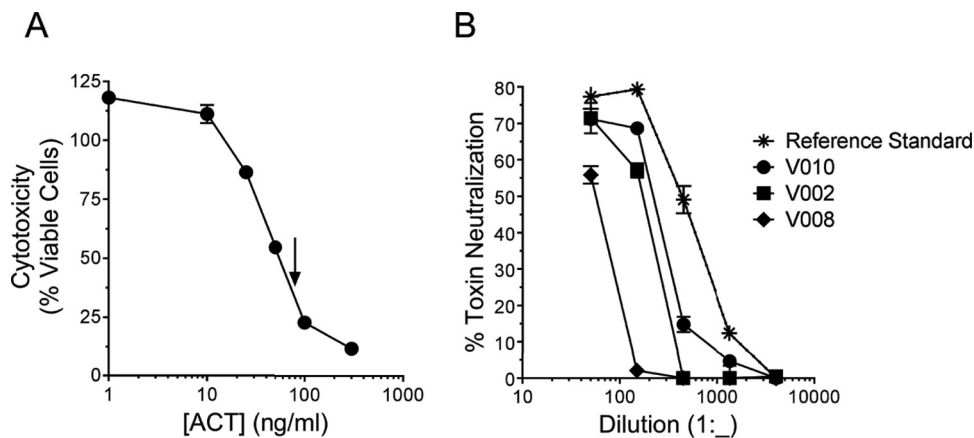 A
Cytotoxicity
(% Viable Cells)
125
100
75
50
25
0
1
10
100
1000
[ACT] (ng/ml)
B
% Toxin Neutralization
80
70
60
50
40
30
20
10
0
10
100
1000
10000
Dilution (1:_)
Reference Standard
V010
V002
V008